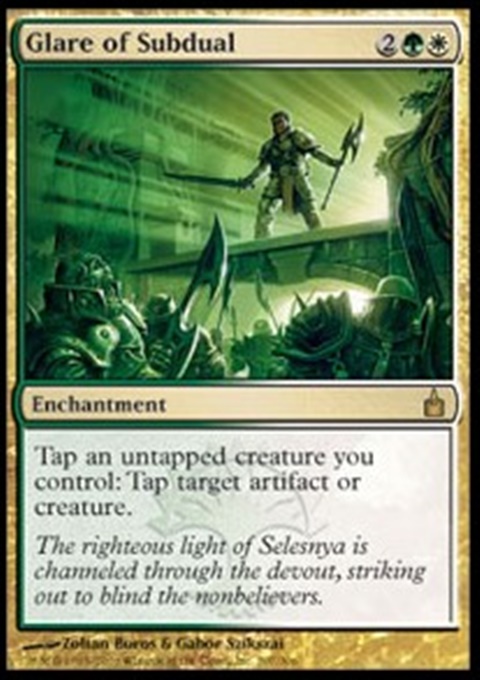 Glare of Subdual 2
Enchantment
Tap an untapped creature you
control: Tap target artifact or
creature.
The righteous light of Selesnya is
channeled through the devout, striking
out to blind the nonbelievers.
Zoltan Boros & Gabor Szikszai